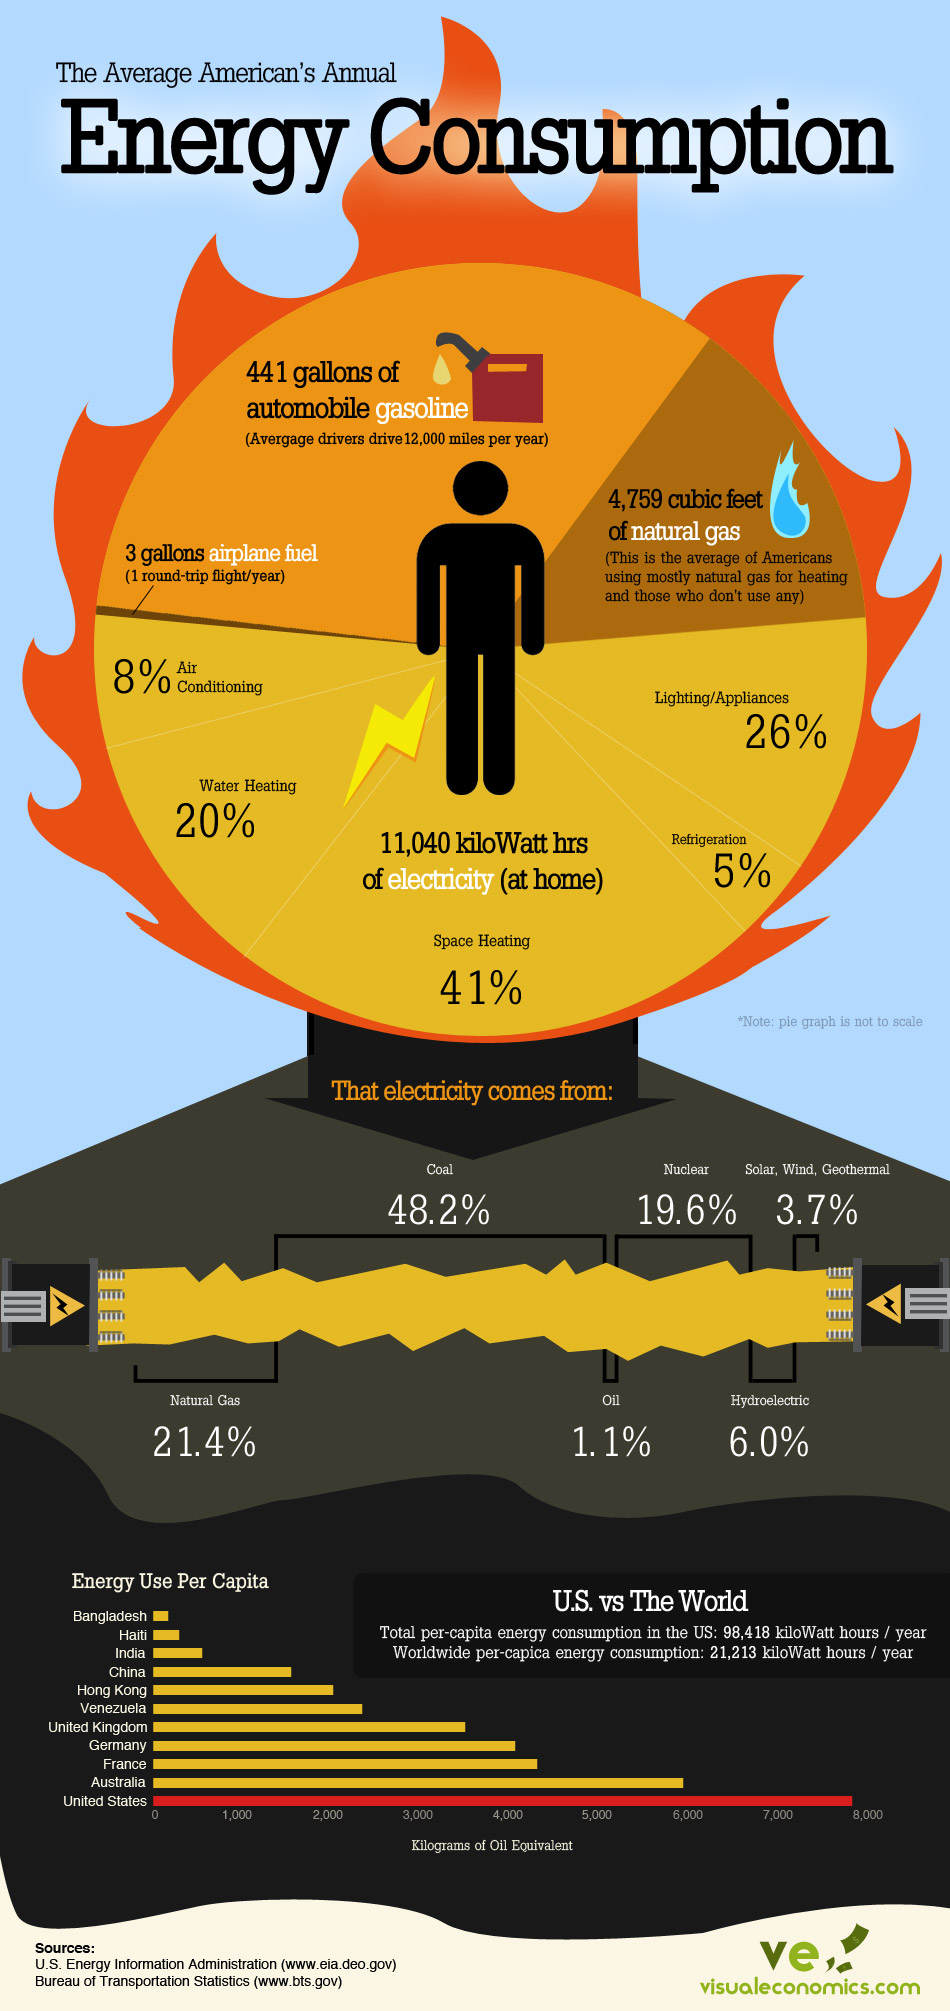 The Average American's Annual
Energy Consumption
441 gallons of
automobile gasoline
(Avergage drivers drive 12,000 miles per year)
4,759 cubic feet
of natural gas
(This is the average of Americans
using mostly natural gas for heating
and those who don't use any)
3 gallons airplane fuel
(1 round-trip flight/year)
8% Air
Conditioning
Lighting/Appliances
26%
Water Heating
20%
11,040 kiloWatt hrs
of electricity (at home)
Refrigeration
5%
Space Heating
41%
*Note: pie graph is not to scale
That electricity comes from:
Coal
48.2%
Nuclear
19.6%
Solar, Wind, Geothermal
3.7%
Natural Gas
21.4%
Oil
1.1%
Hydroelectric
6.0%
Energy Use Per Capita
U.S. vs The World
Total per-capita energy consumption in the US: 98,418 kiloWatt hours / year
Worldwide per-capica energy consumption: 21,213 kiloWatt hours / year
Bangladesh
Haiti
India
China
Hong Kong
Venezuela
United Kingdom
Germany
France
Australia
United States
0 1,000 2,000 3,000 4,000 5,000 6,000 7,000 8,000
Kilograms of Oil Equivalent
Sources:
U.S. Energy Information Administration (www.eia.deo.gov)
Bureau of Transportation Statistics (www.bts.gov)
ve
visualeconomics.com